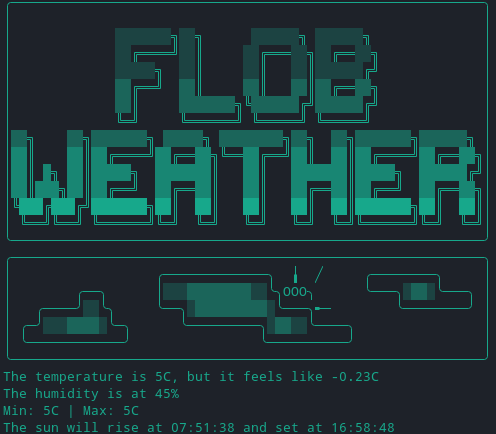 FLOB
WEATHER
The temperature is 5C, but it feels like -0.23C
The humidity is at 45%
Min: 5C | Max: 5C
The sun will rise at 07:51:38 and set at 16:58:48